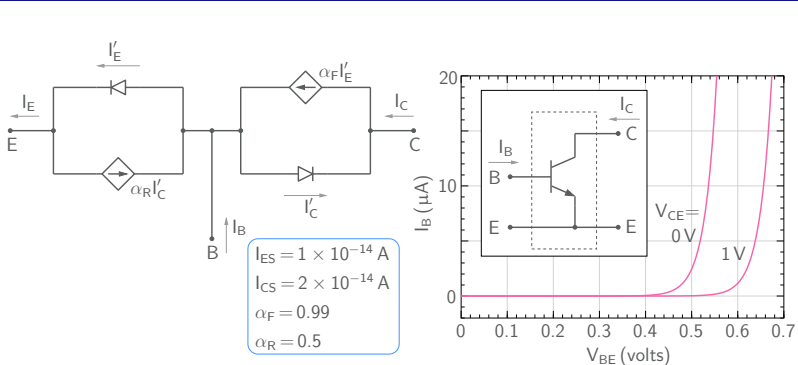 I'E
αFI'E
IE
IC
E
C
αRI'C
I'C
IB
B
IES = 1 × 10⁻¹⁴ A
ICS = 2 × 10⁻¹⁴ A
αF = 0.99
αR = 0.5
20
10
0
IB (μA)
IC
C
IB
B
E
E
VCE=
0 V
1 V
0 0.1 0.2 0.3 0.4 0.5 0.6 0.7
VBE (volts)